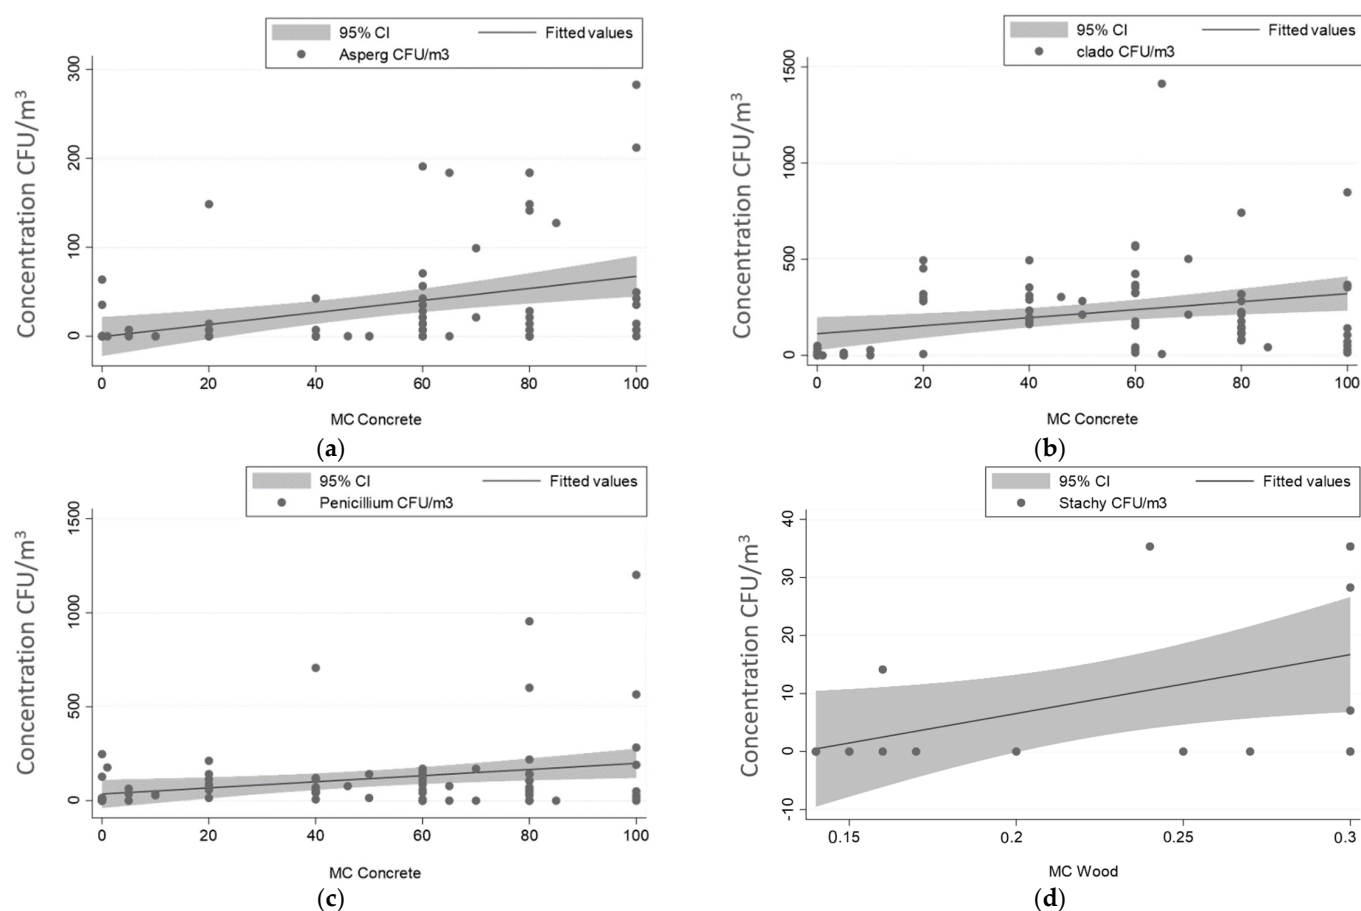 95% CI Fitted values
Asperg CFU/m3
Concentration CFU/m³
300
200
100
0
0 20 40 60 80 100
MC Concrete
(a)
95% CI Fitted values
clado CFU/m3
Concentration CFU/m³
1500
1000
500
0
0 20 40 60 80 100
MC Concrete
(b)
95% CI Fitted values
Penicillium CFU/m3
Concentration CFU/m³
1500
1000
500
0
0 20 40 60 80 100
MC Concrete
(c)
95% CI Fitted values
Stachy CFU/m3
Concentration CFU/m³
40
30
20
10
0
-10
0.15 0.2 0.25 0.3
MC Wood
(d)